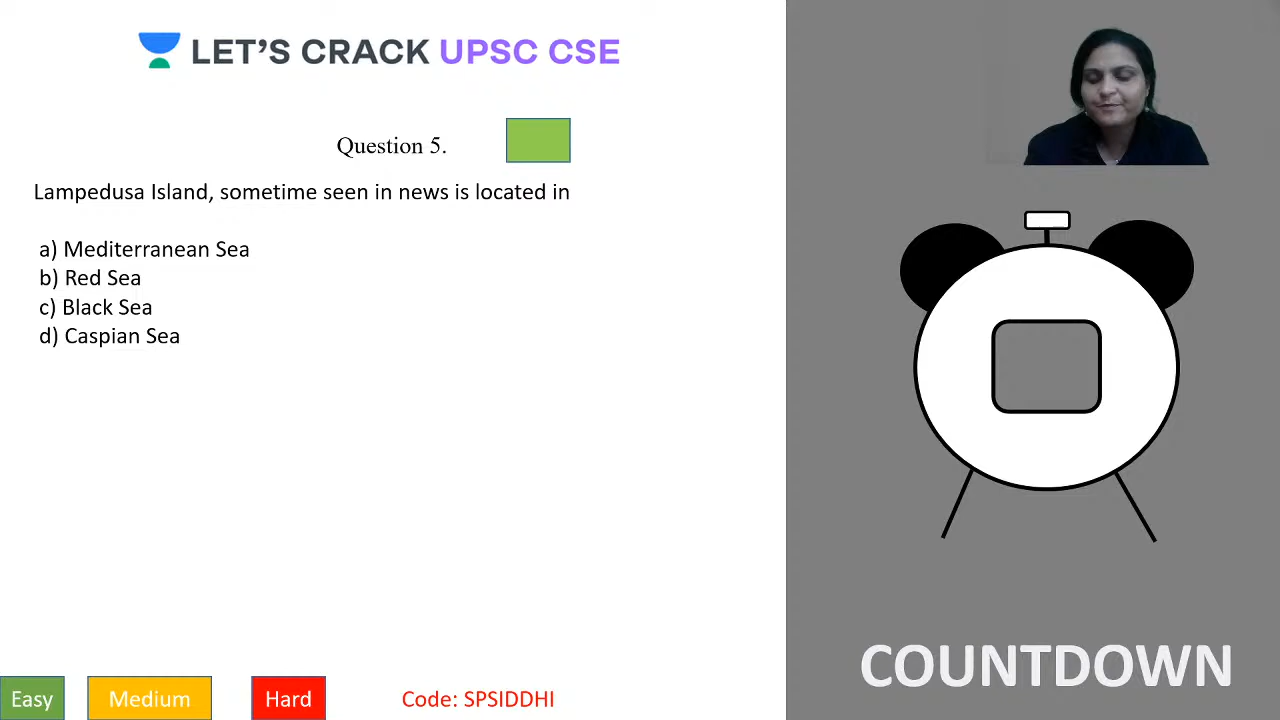 LET'S CRACK UPSC CSE
Question 5.
Lampedusa Island, sometime seen in news is located in
a) Mediterranean Sea
b) Red Sea
c) Black Sea
d) Caspian Sea
Easy
Medium
Hard
Code: SPSIDDHI
COUNTDOWN